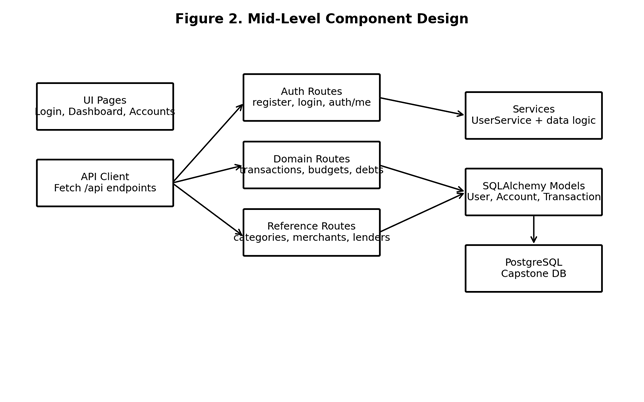 Figure 2. Mid-Level Component Design
UI Pages
Login, Dashboard, Accounts
API Client
Fetch /api endpoints
Auth Routes
register, login, auth/me
Domain Routes
transactions, budgets, debts
Reference Routes
categories, merchants, lenders
Services
UserService + data logic
SQLAlchemy Models
User, Account, Transaction
PostgreSQL
Capstone DB